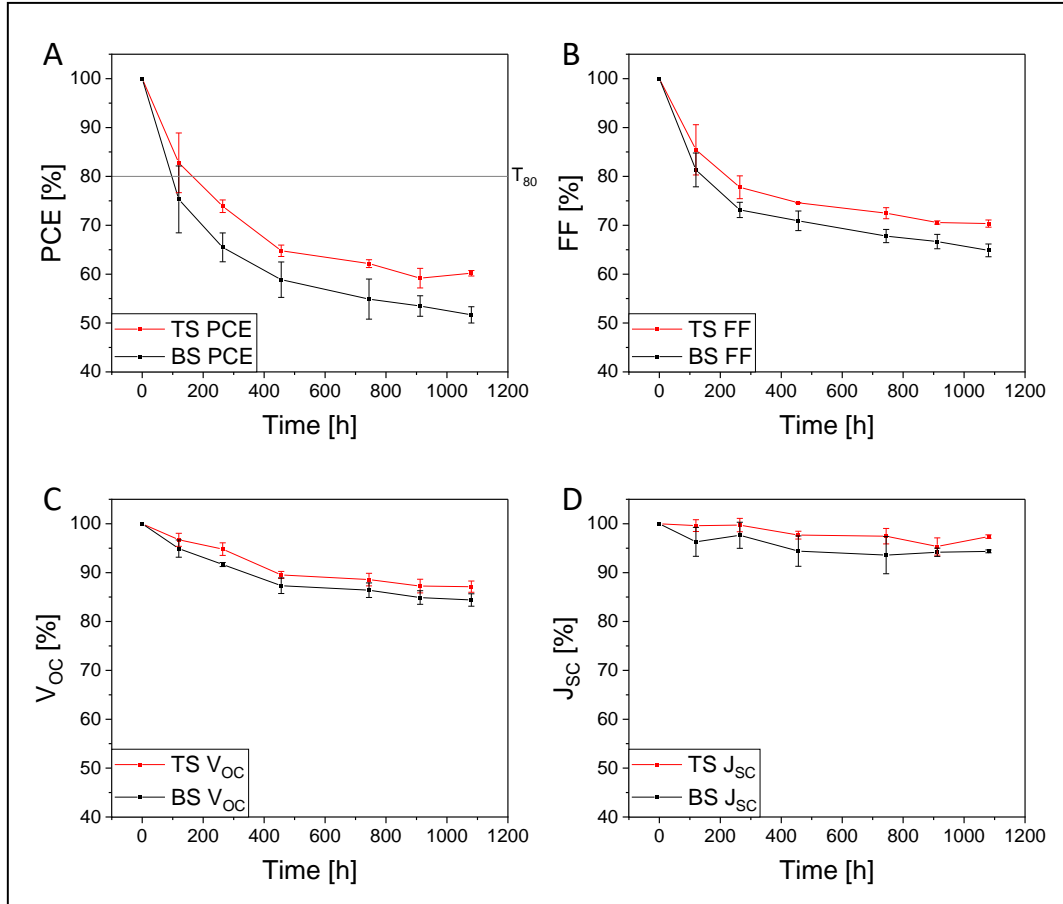 A
PCE [%]
100
90
80
70
60
50
40
T80
TS PCE
BS PCE
0 200 400 600 800 1000 1200
Time [h]
B
FF [%]
100
90
80
70
60
50
40
TS FF
BS FF
0 200 400 600 800 1000 1200
Time [h]
C
VOC [%]
100
90
80
70
60
50
40
TS VOC
BS VOC
0 200 400 600 800 1000 1200
Time [h]
D
JSC [%]
100
90
80
70
60
50
40
TS JSC
BS JSC
0 200 400 600 800 1000 1200
Time [h]